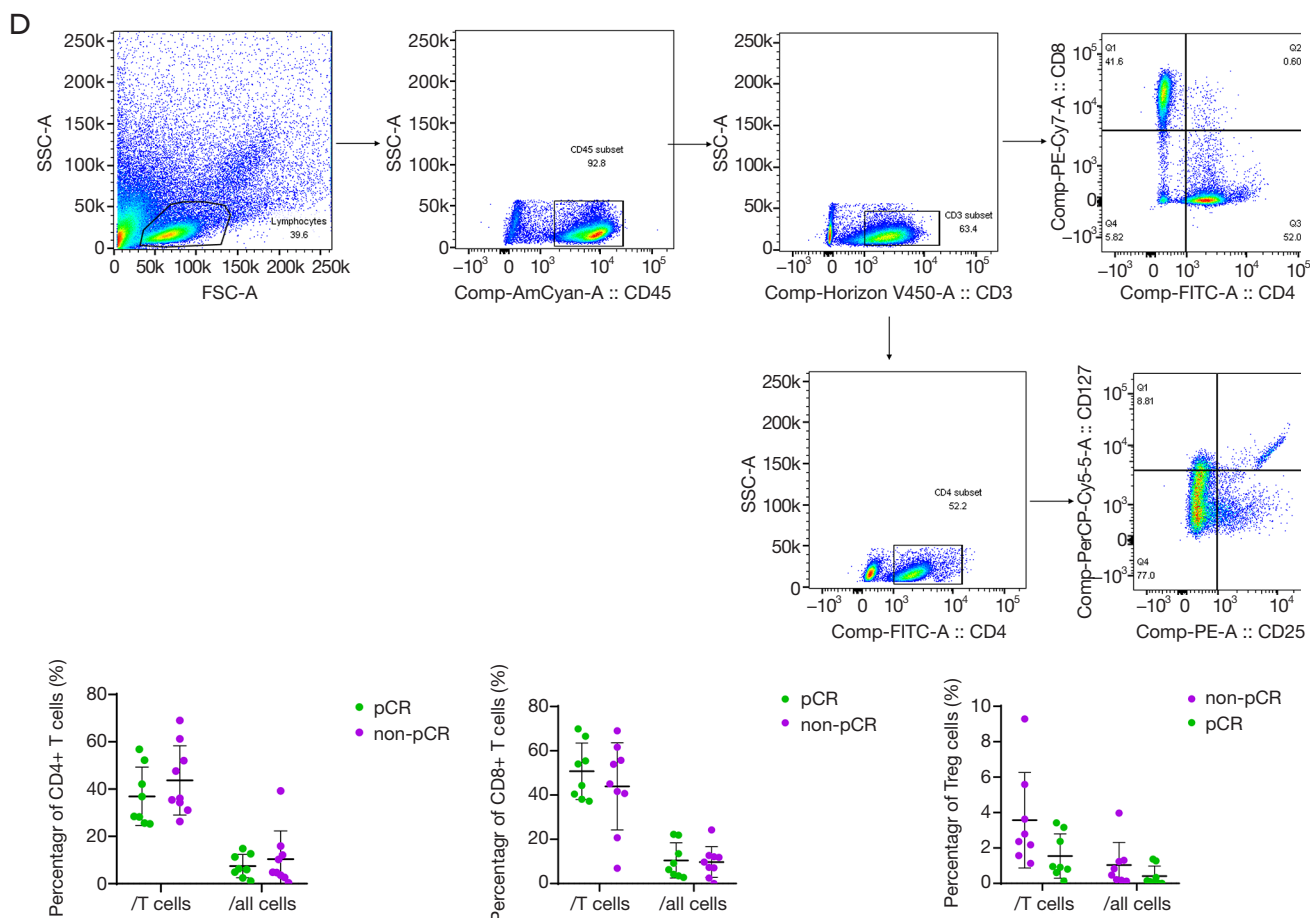 D
250k
200k
150k
100k
50k
0
SSC-A
Lymphocytes
39.6
0 50k 100k 150k 200k 250k
FSC-A
250k
200k
150k
100k
50k
0
SSC-A
CD45 subset
92.8
−10³ 0 10³ 10⁴ 10⁵
Comp-AmCyan-A :: CD45
250k
200k
150k
100k
50k
0
SSC-A
CD3 subset
63.4
−10³ 0 10³ 10⁴ 10⁵
Comp-Horizon V450-A :: CD3
Comp-PE-Cy7-A :: CD8
10⁵
10⁴
10³
0
−10³
Q1
41.6
Q2
0.60
Q4
5.82
Q3
52.0
−10³ 0 10³ 10⁴ 10⁵
Comp-FITC-A :: CD4
250k
200k
150k
100k
50k
0
SSC-A
CD4 subset
52.2
−10³ 0 10³ 10⁴ 10⁵
Comp-FITC-A :: CD4
Comp-PerCP-Cy5-5-A :: CD127
10⁵
10⁴
10³
0
−10³
Q1
8.81
Q4
77.0
−10³ 0 10³ 10⁴
Comp-PE-A :: CD25
Percentagr of CD4+ T cells (%)
80
60
40
20
0
/T cells /all cells
pCR
non-pCR
Percentagr of CD8+ T cells (%)
80
60
40
20
0
/T cells /all cells
pCR
non-pCR
Percentagr of Treg cells (%)
10
8
6
4
2
0
/T cells /all cells
non-pCR
pCR